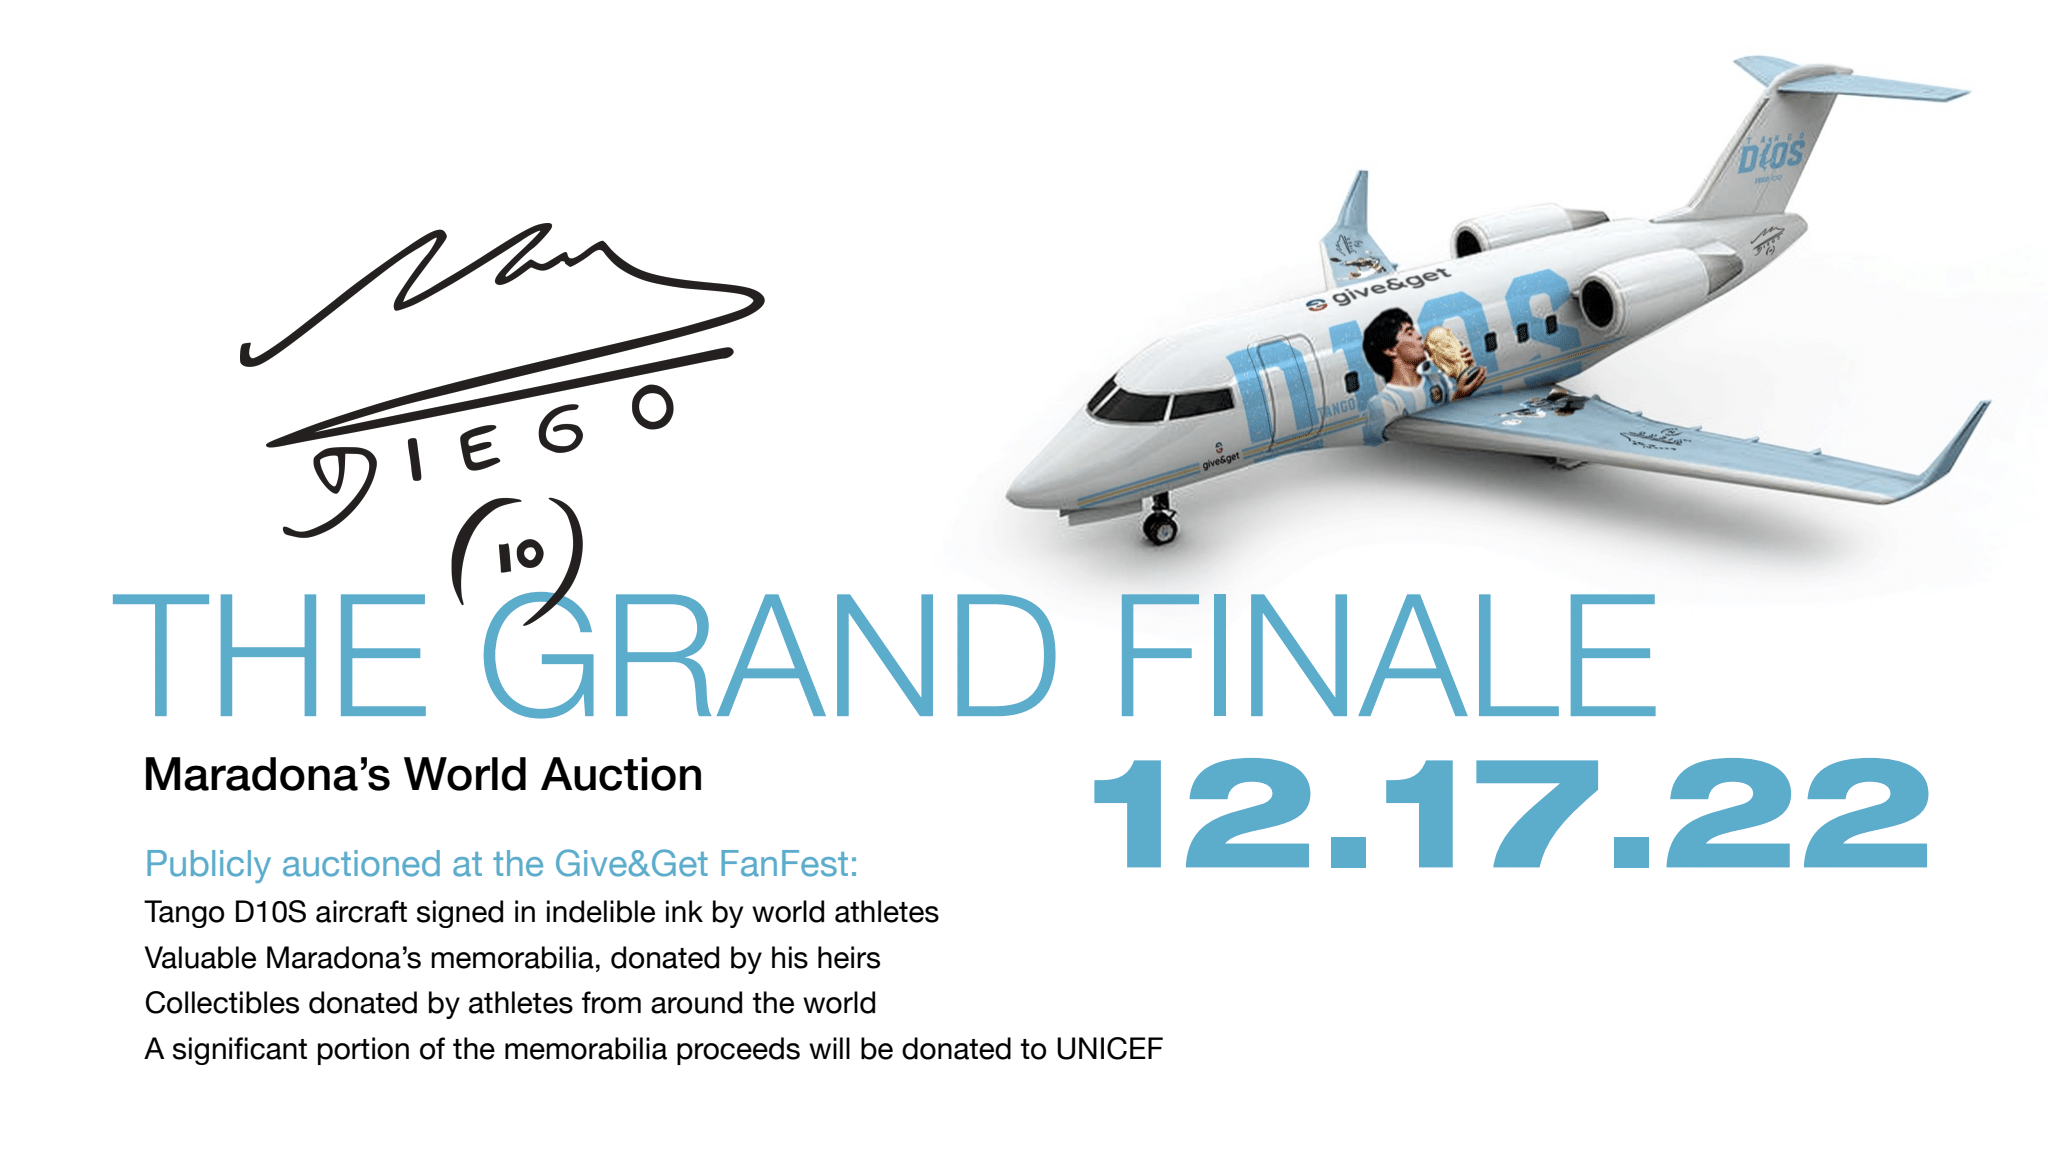 DIEGO
(10)
THE GRAND FINALE
Maradona's World Auction
12.17.22
Publicly auctioned at the Give&Get FanFest:
Tango D10S aircraft signed in indelible ink by world athletes
Valuable Maradona's memorabilia, donated by his heirs
Collectibles donated by athletes from around the world
A significant portion of the memorabilia proceeds will be donated to UNICEF
TANGO
D10S
give&get
D10S
TANGO
give&get
DIEGO
(10)